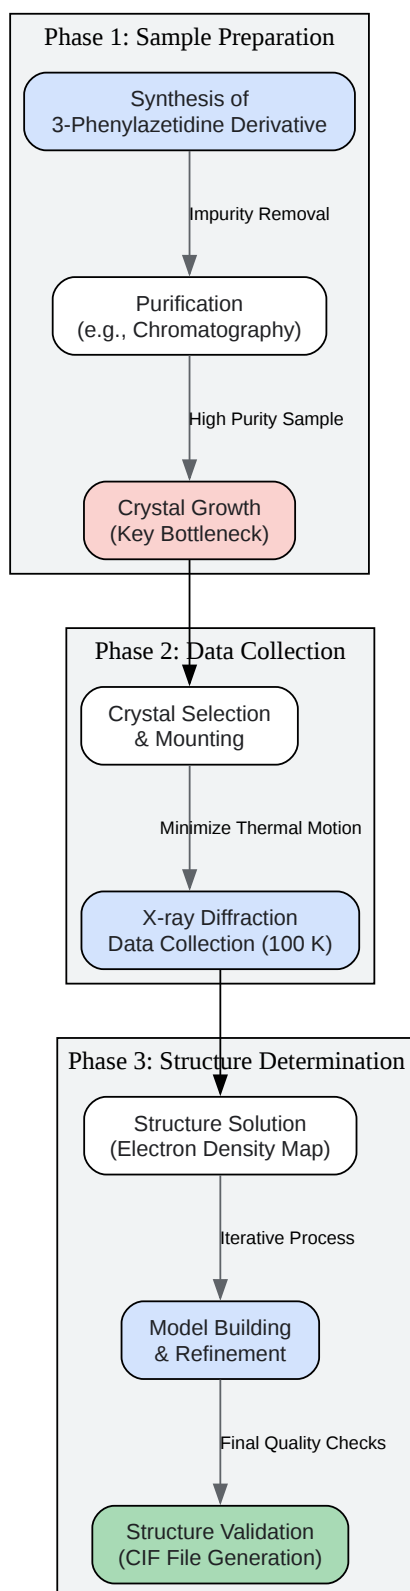 Phase 1: Sample Preparation
Synthesis of
3-Phenylazetidine Derivative
Impurity Removal
Purification
(e.g., Chromatography)
High Purity Sample
Crystal Growth
(Key Bottleneck)
Phase 2: Data Collection
Crystal Selection
& Mounting
Minimize Thermal Motion
X-ray Diffraction
Data Collection (100 K)
Phase 3: Structure Determination
Structure Solution
(Electron Density Map)
Iterative Process
Model Building
& Refinement
Final Quality Checks
Structure Validation
(CIF File Generation)